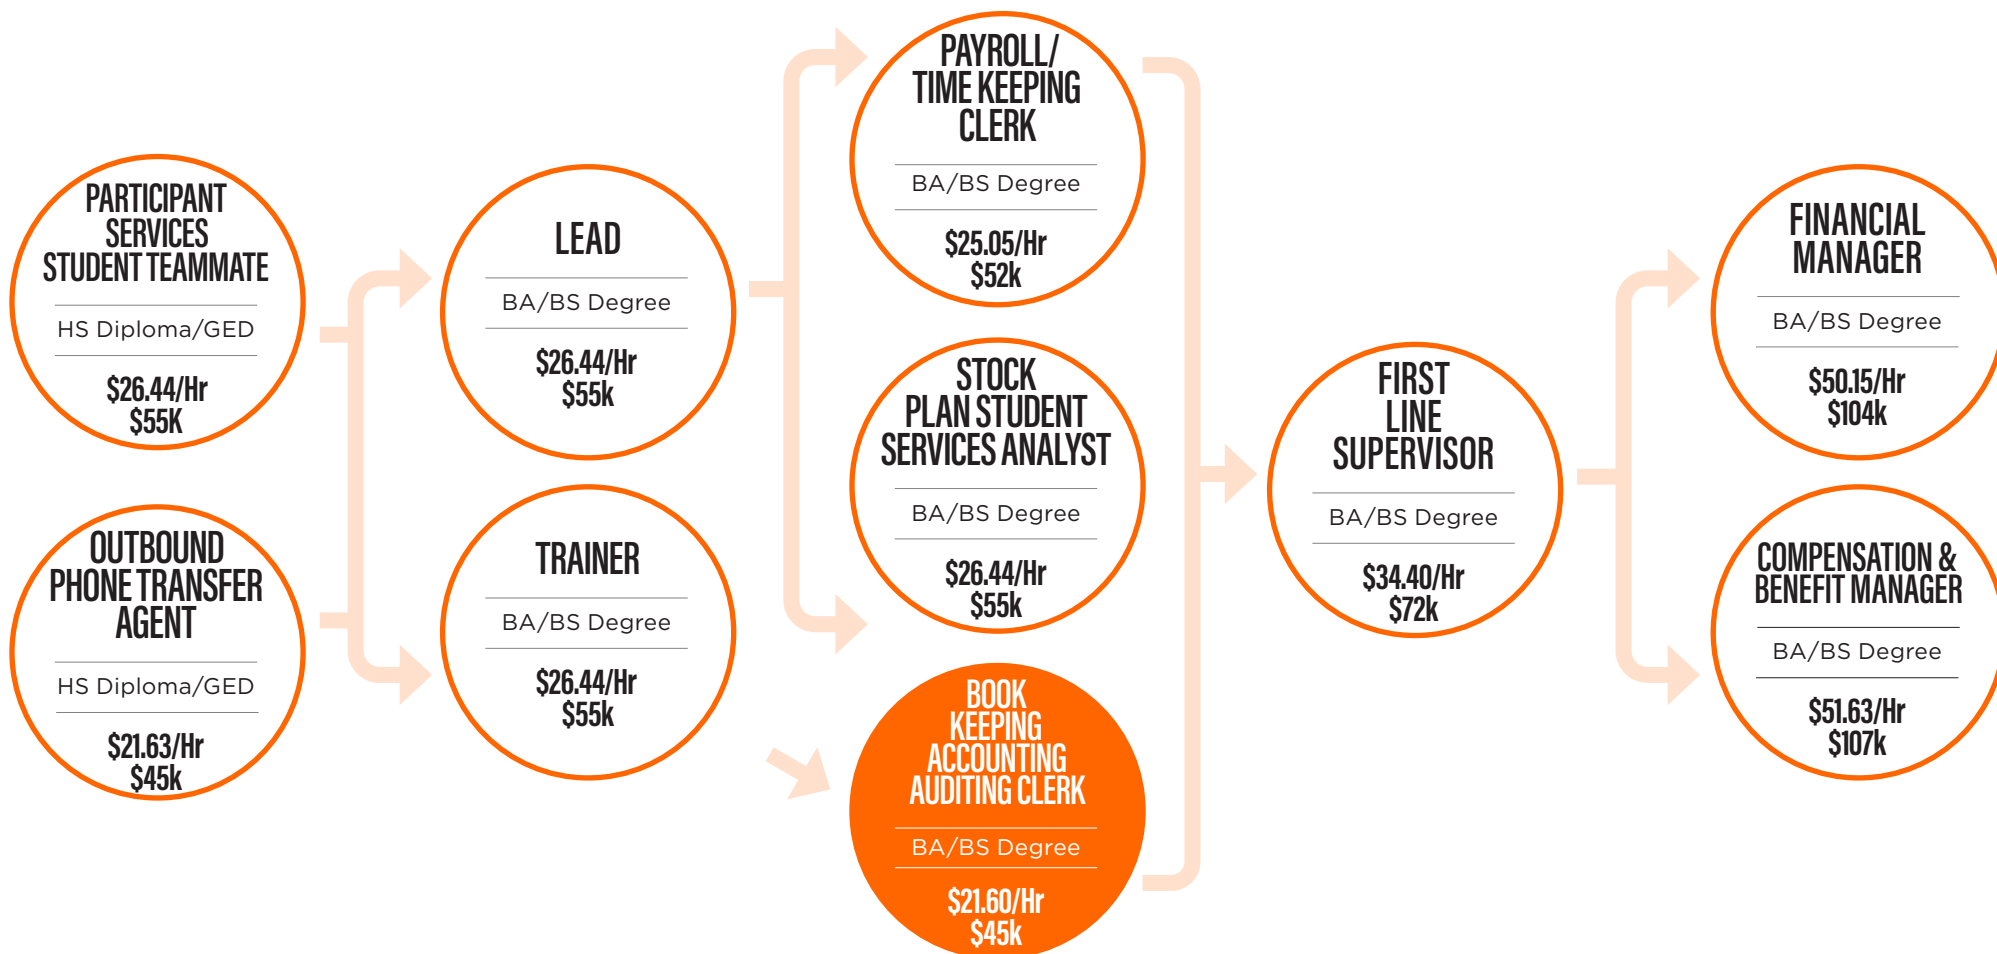 PARTICIPANT
SERVICES
STUDENT TEAMMATE
HS Diploma/GED
$26.44/Hr
$55K
OUTBOUND
PHONE TRANSFER
AGENT
HS Diploma/GED
$21.63/Hr
$45k
LEAD
BA/BS Degree
$26.44/Hr
$55k
TRAINER
BA/BS Degree
$26.44/Hr
$55k
PAYROLL/
TIME KEEPING
CLERK
BA/BS Degree
$25.05/Hr
$52k
STOCK
PLAN STUDENT
SERVICES ANALYST
BA/BS Degree
$26.44/Hr
$55k
BOOK
KEEPING
ACCOUNTING
AUDITING CLERK
BA/BS Degree
$21.60/Hr
$45k
FIRST
LINE
SUPERVISOR
BA/BS Degree
$34.40/Hr
$72k
FINANCIAL
MANAGER
BA/BS Degree
$50.15/Hr
$104k
COMPENSATION &
BENEFIT MANAGER
BA/BS Degree
$51.63/Hr
$107k